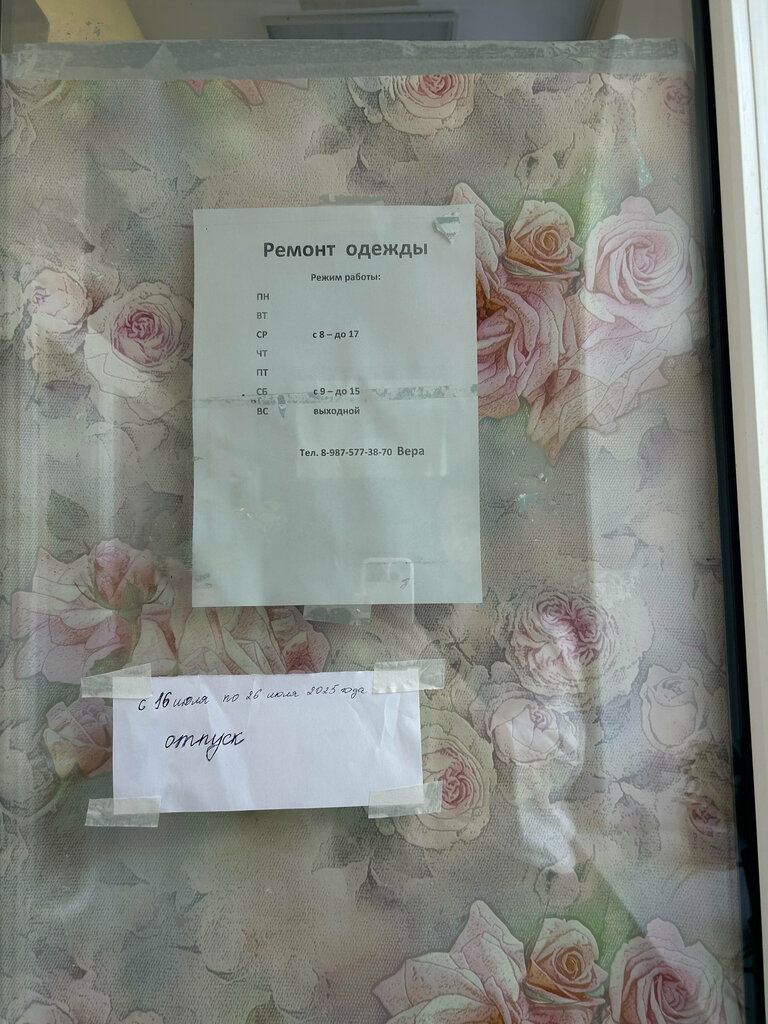 Ремонт одежды
Режим работы:
ПН
ВТ
СР с 8 – до 17
ЧТ
ПТ
СБ с 9 – до 15
ВС выходной
Тел. 8-987-577-38-70 Вера
с 16 июля по 26 июля 2025 года
отпуск